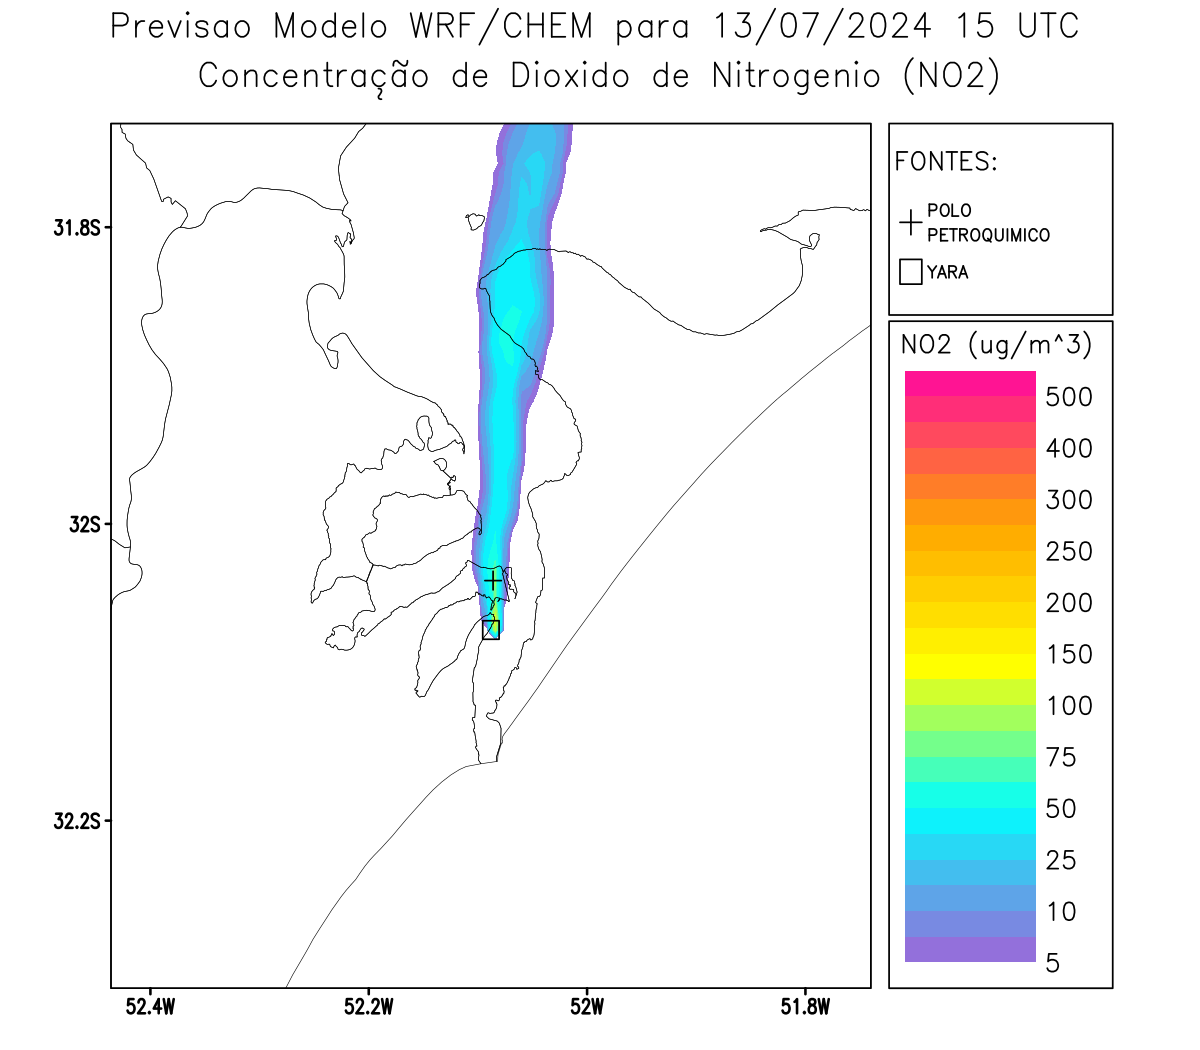 Previsao Modelo WRF/CHEM para 13/07/2024 15 UTC
Concentração de Dioxido de Nitrogenio (NO2)
FONTES:
POLO
PETROQUIMICO
YARA
31.8S
32S
32.2S
52.4W
52.2W
52W
51.8W
NO2 (ug/m^3)
500
400
300
250
200
150
100
75
50
25
10
5